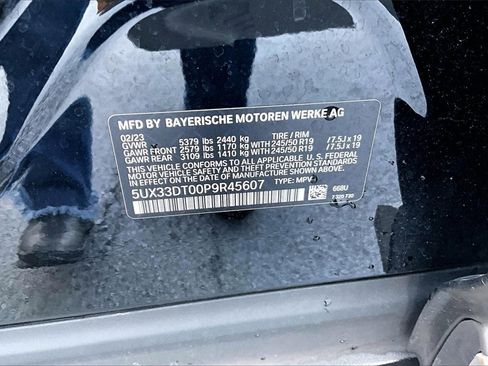 MFD BY BAYERISCHE MOTOREN WERKE AG
02/23 TIRE / RIM
GVWR 5379 lbs 2440 kg
GAWR FRONT 2579 lbs 1170 kg WITH 245/50 R19 /7.5J x 19
GAWR REAR 3109 lbs 1410 kg WITH 245/50 R19 /7.5J x 19
THIS VEHICLE CONFORMS TO ALL APPLICABLE U.S. FEDERAL
MOTOR VEHICLE SAFETY, BUMPER, AND THEFT
PREVENTION STANDARDS IN EFFECT ON THE DATE OF
MANUFACTURE SHOWN ABOVE. TYPE: MPV
5UX33DT00P9R45607 668U